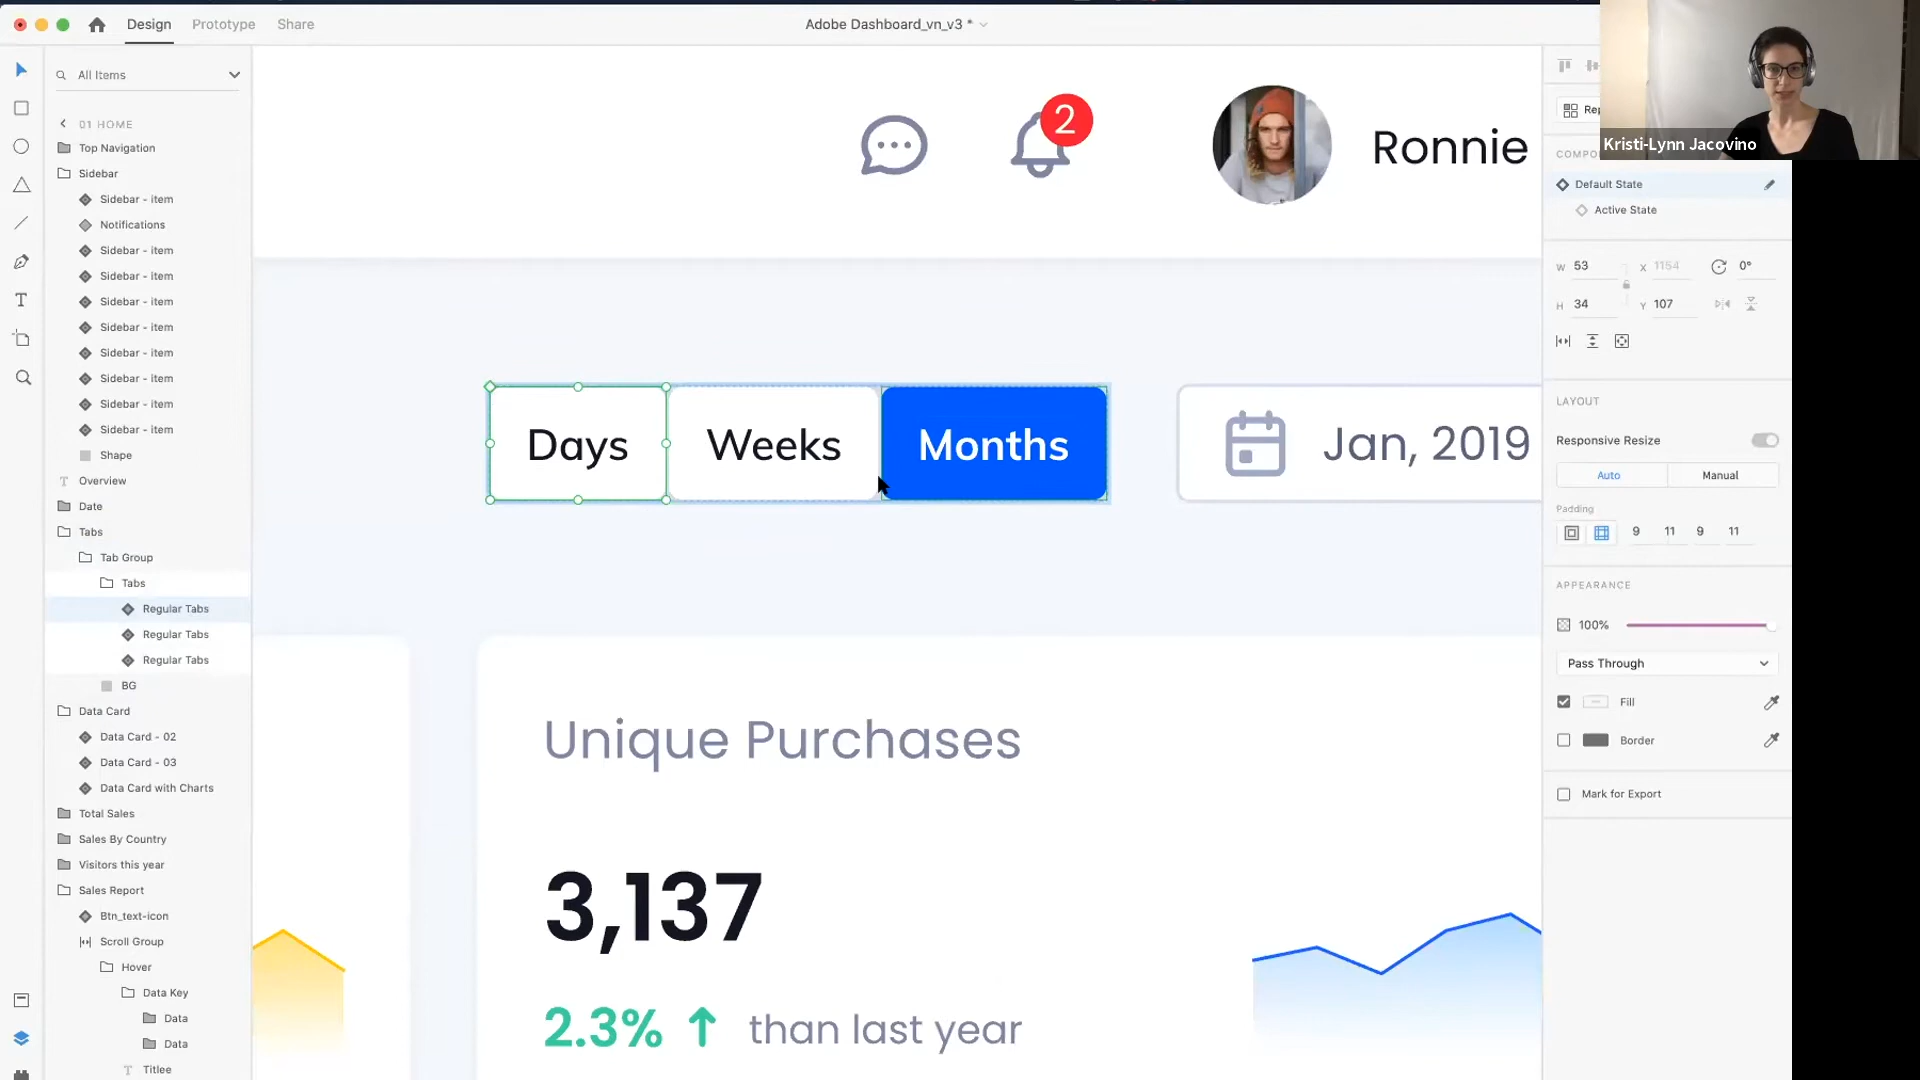 Design
Prototype
Share
Adobe Dashboard_vn_v3 *
All Items
01 HOME
Top Navigation
Sidebar
Sidebar - item
Notifications
Sidebar - item
Sidebar - item
Sidebar - item
Sidebar - item
Sidebar - item
Sidebar - item
Sidebar - item
Sidebar - item
Shape
Overview
Date
Tabs
Tab Group
Tabs
Regular Tabs
Regular Tabs
Regular Tabs
BG
Data Card
Data Card - 02
Data Card - 03
Data Card with Charts
Total Sales
Sales By Country
Visitors this year
Sales Report
Btn_text-icon
Scroll Group
Hover
Data Key
Data
Data
Titlee
2
Ronnie
Days
Weeks
Months
Jan, 2019
Unique Purchases
3,137
2.3%
than last year
Kristi-Lynn Jacovino
Default State
Active State
W 53
X 1154
0°
H 34
Y 107
LAYOUT
Responsive Resize
Auto
Manual
Padding
9 11 9 11
APPEARANCE
100%
Pass Through
Fill
Border
Mark for Export